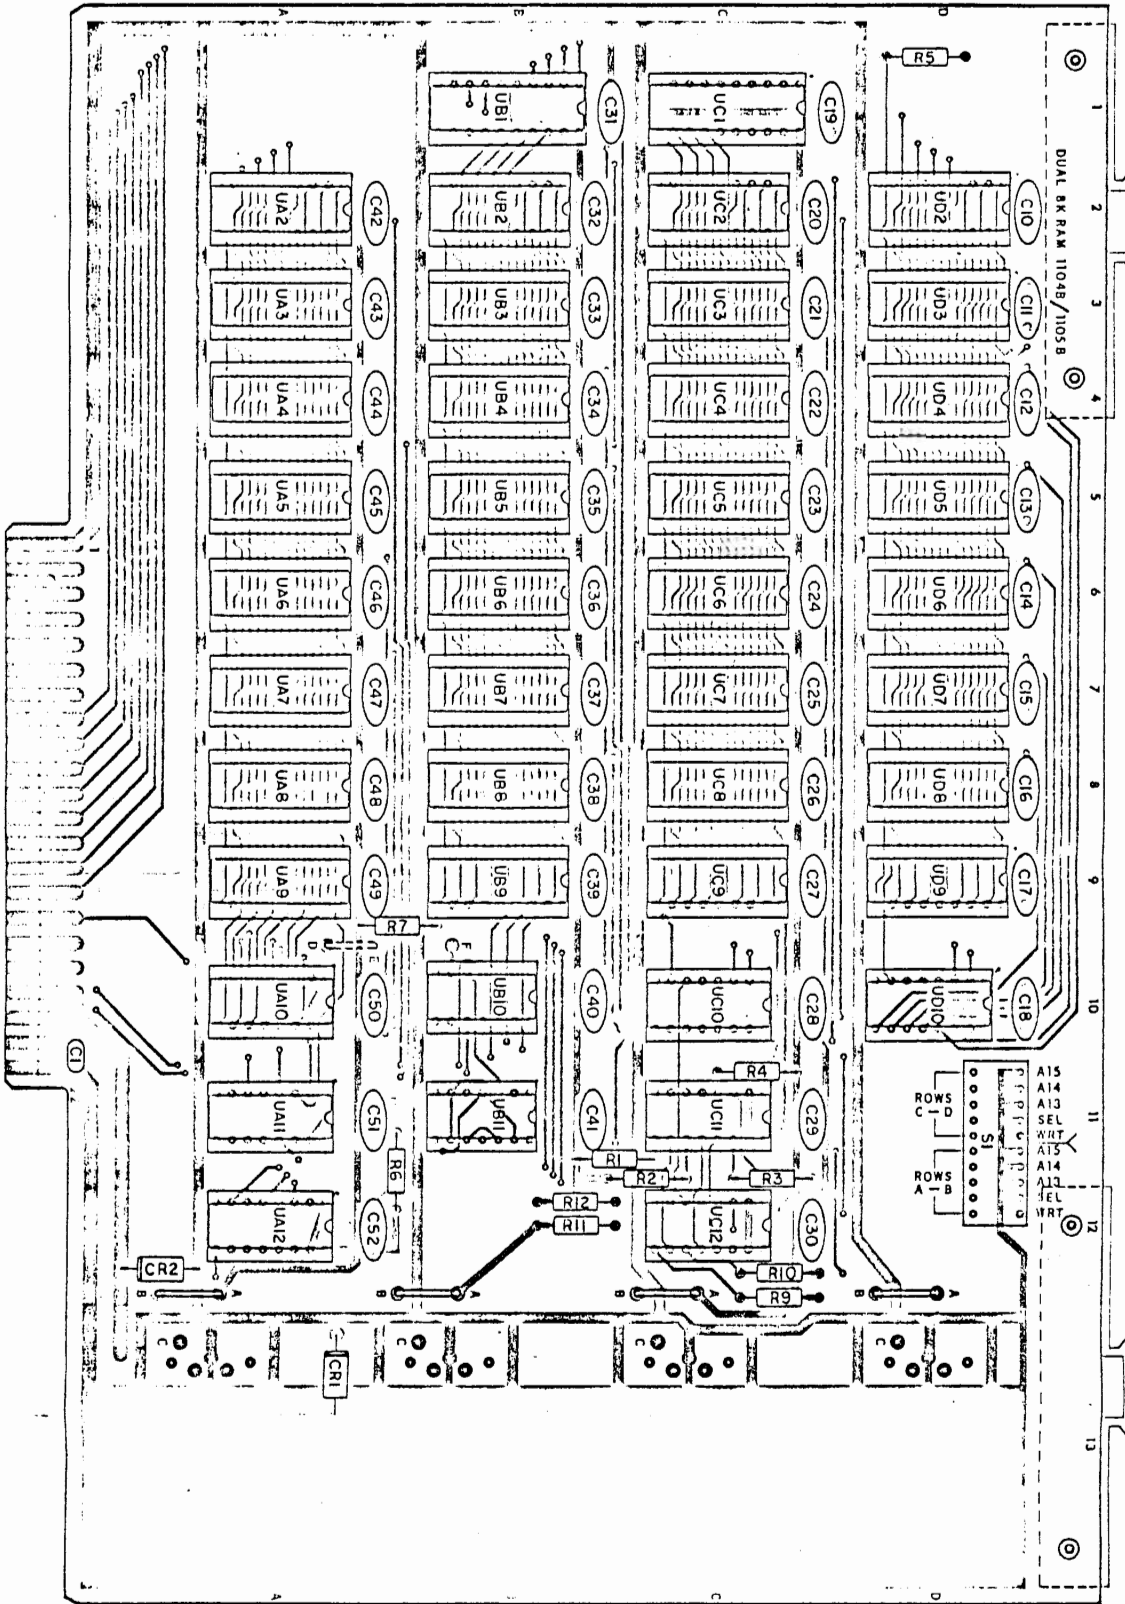 A B C D
R5
1
DUAL 8K RAM 1104B/1105B
UB1 C31 UC1 C19
2
UA2 C42 UB2 C32 UC2 C20 UD2 C10
3
UA3 C43 UB3 C33 UC3 C21 UD3 C11
4
UA4 C44 UB4 C34 UC4 C22 UD4 C12
5
UA5 C45 UB5 C35 UC5 C23 UD5 C13
6
UA6 C46 UB6 C36 UC6 C24 UD6 C14
7
UA7 C47 UB7 C37 UC7 C25 UD7 C15
8
UA8 C48 UB8 C38 UC8 C26 UD8 C16
9
UA9 C49 UB9 C39 UC9 C27 UD9 C17
R7
D E F C
10
UA10 C50 UB10 C40 UC10 C28 UD10 C18
C1
R4
11
UA11 C51 UB11 C41 UC11 C29
ROWS C-D
A15
A14
A13
SEL
WRT
S1
ROWS A-B
A15
A14
A13
SEL
WRT
R6 R1 R2 R3
12
UA12 C52 R12 R11 UC12 C30
CR2 R10 R9
B A B A B A B A
C C C C
CR1
13
A C D